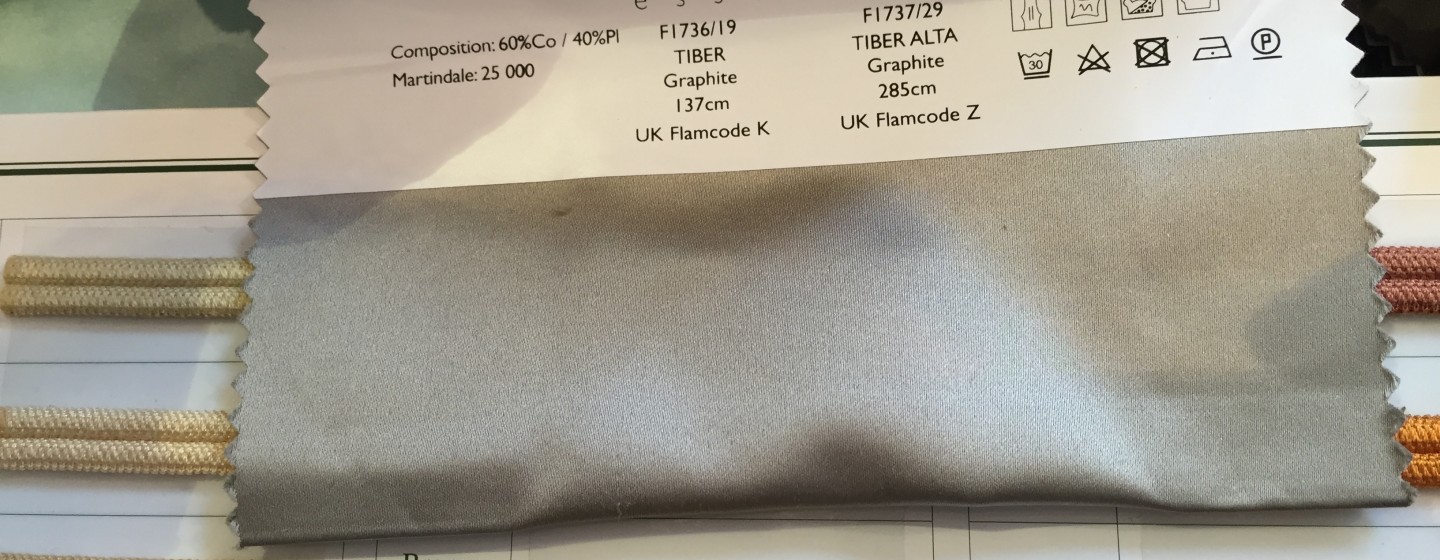 Composition: 60%Co / 40%Pl
Martindale: 25 000
F1736/19
TIBER
Graphite
137cm
UK Flamcode K
F1737/29
TIBER ALTA
Graphite
285cm
UK Flamcode Z
30
P